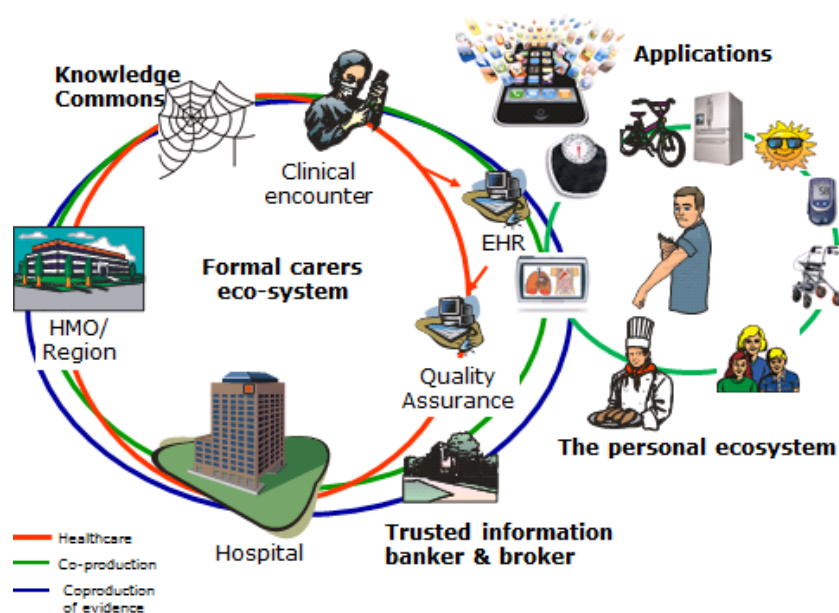 Applications
Knowledge
Commons
Clinical
encounter
EHR
Formal carers
eco-system
HMO/
Region
Quality
Assurance
The personal ecosystem
Trusted information
banker & broker
Hospital
Healthcare
Co-production
Coproduction
of evidence